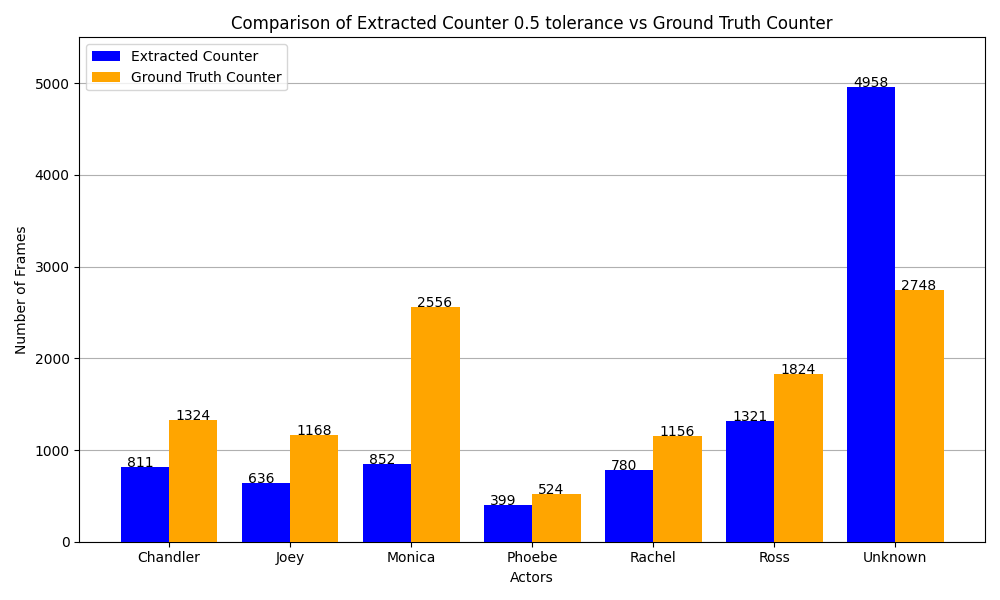 Comparison of Extracted Counter 0.5 tolerance vs Ground Truth Counter
Extracted Counter
Ground Truth Counter
Number of Frames
5000
4000
3000
2000
1000
0
811
1324
636
1168
852
2556
399
524
780
1156
1321
1824
4958
2748
Chandler
Joey
Monica
Phoebe
Rachel
Ross
Unknown
Actors